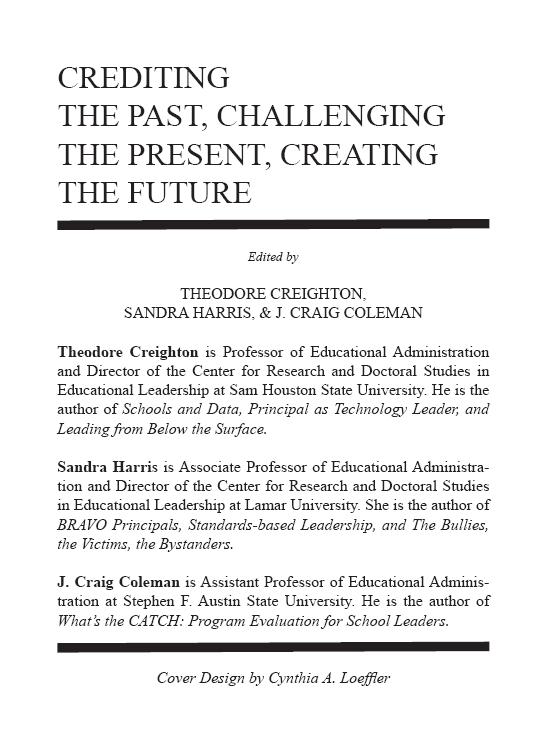 CREDITING
THE PAST, CHALLENGING
THE PRESENT, CREATING
THE FUTURE
Edited by
THEODORE CREIGHTON,
SANDRA HARRIS, & J. CRAIG COLEMAN
Theodore Creighton is Professor of Educational Administration
and Director of the Center for Research and Doctoral Studies in
Educational Leadership at Sam Houston State University. He is the
author of Schools and Data, Principal as Technology Leader, and
Leading from Below the Surface.
Sandra Harris is Associate Professor of Educational Administra-
tion and Director of the Center for Research and Doctoral Studies
in Educational Leadership at Lamar University. She is the author of
BRAVO Principals, Standards-based Leadership, and The Bullies,
the Victims, the Bystanders.
J. Craig Coleman is Assistant Professor of Educational Adminis-
tration at Stephen F. Austin State University. He is the author of
What's the CATCH: Program Evaluation for School Leaders.
Cover Design by Cynthia A. Loeffler